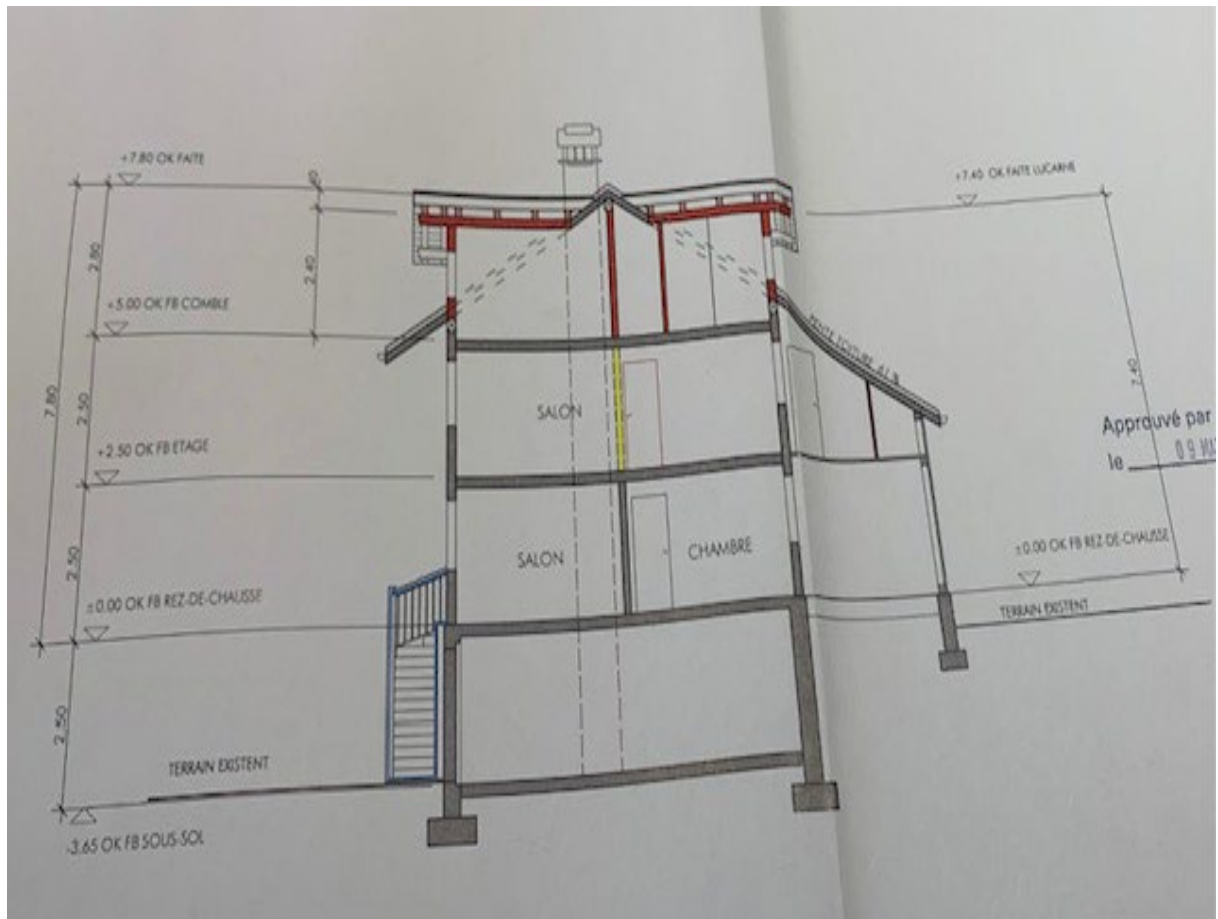 +7.80 OK FAITE
+7.40 OK FAITE LUCARNE
2.80
2.40
+5.00 OK FB COMBLE
PENTE TOITURE
7.80
2.50
SALON
7.40
Approuvé par
+2.50 OK FB ETAGE
le 09
2.50
SALON
CHAMBRE
±0.00 OK FB REZ-DE-CHAUSSE
±0.00 OK FB REZ-DE-CHAUSSE
TERRAIN EXISTENT
2.50
TERRAIN EXISTENT
-3.65 OK FB SOUS-SOL